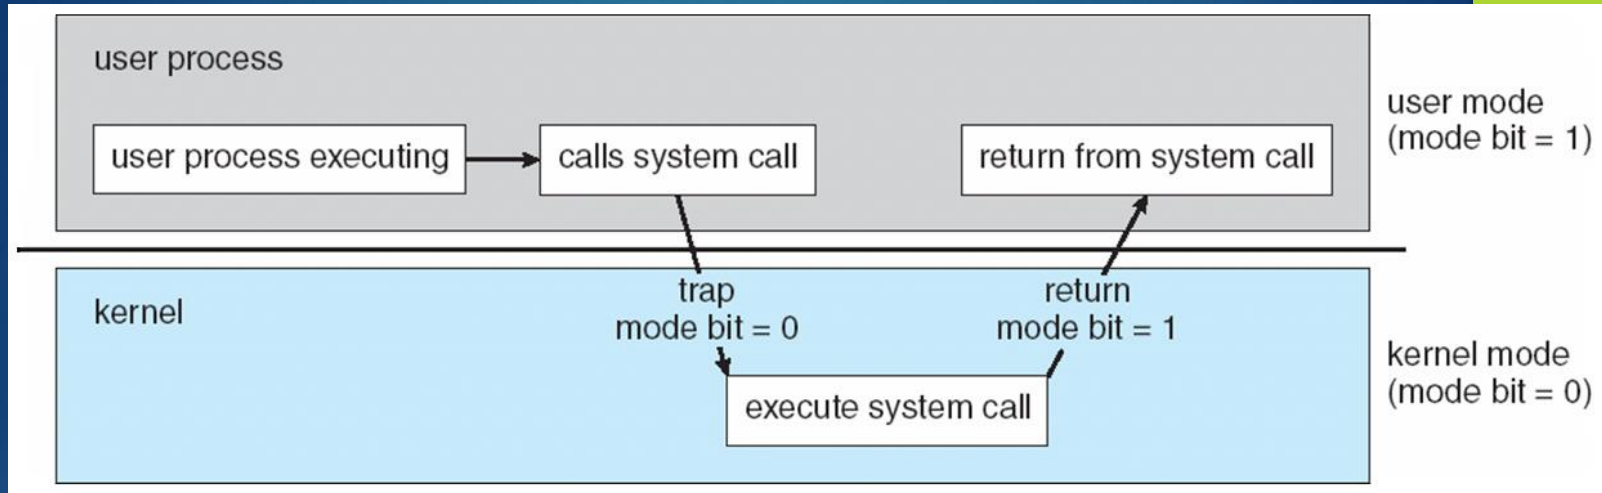 user process
user process executing
calls system call
return from system call
user mode
(mode bit = 1)
kernel
trap
mode bit = 0
return
mode bit = 1
execute system call
kernel mode
(mode bit = 0)